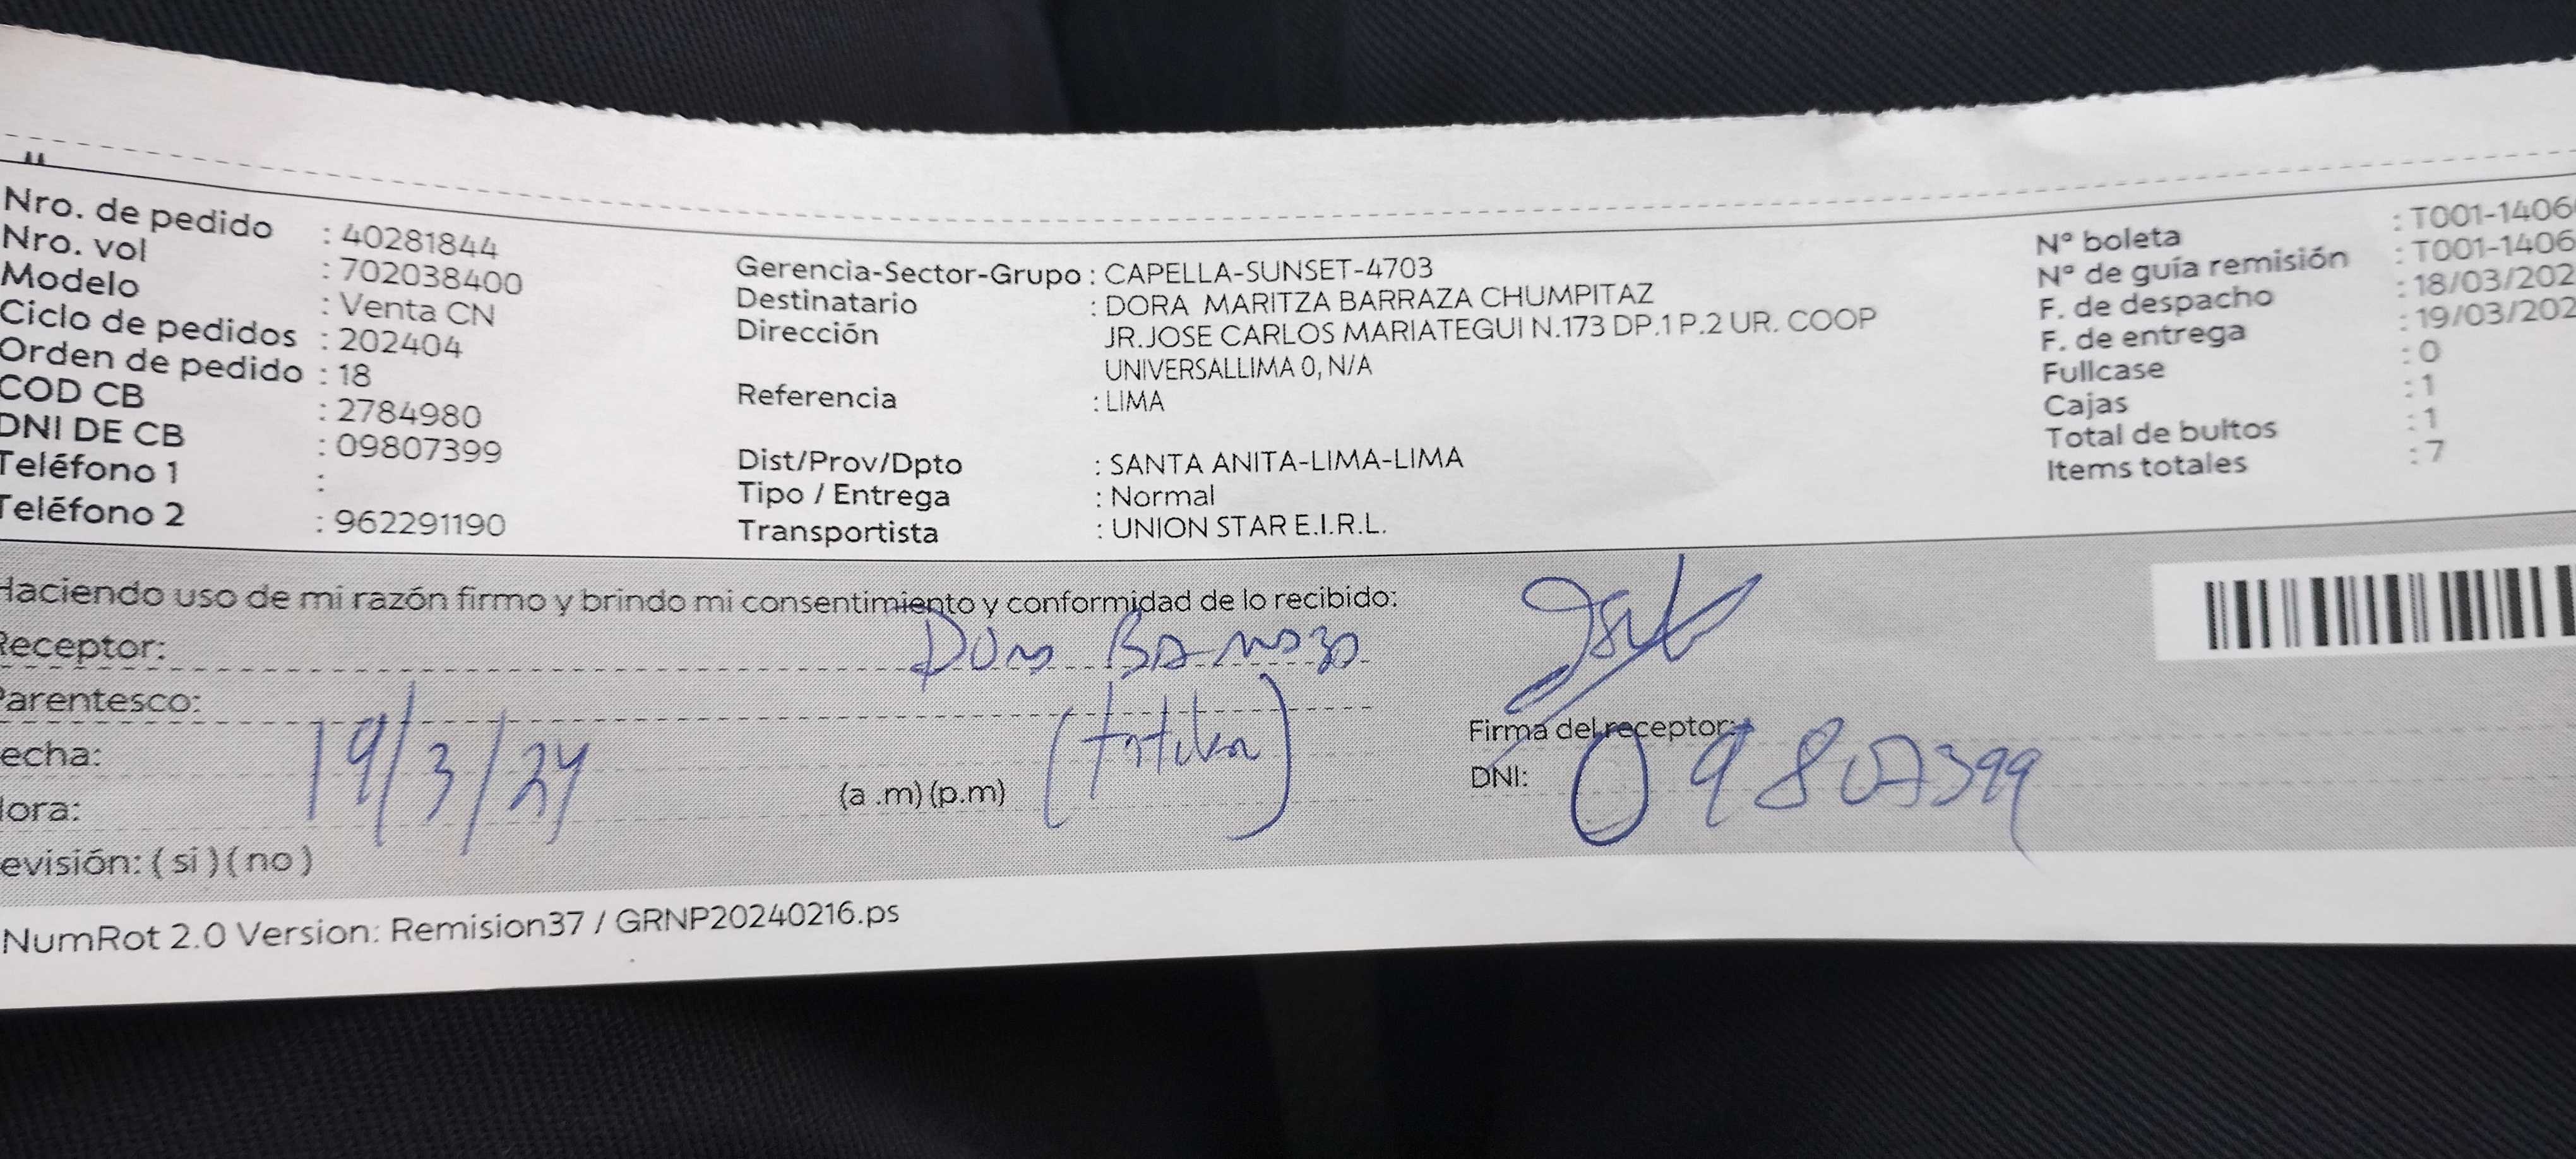 Nro. de pedido : 40281844
Nro. vol : 702038400
Modelo : Venta CN
Ciclo de pedidos : 202404
Orden de pedido : 18
COD CB : 2784980
DNI DE CB : 09807399
Teléfono 1 :
Teléfono 2 : 962291190
Gerencia-Sector-Grupo : CAPELLA-SUNSET-4703
Destinatario : DORA MARITZA BARRAZA CHUMPITAZ
Dirección JR.JOSE CARLOS MARIATEGUI N.173 DP.1 P.2 UR. COOP
UNIVERSALLIMA 0, N/A
Referencia : LIMA
Dist/Prov/Dpto : SANTA ANITA-LIMA-LIMA
Tipo / Entrega : Normal
Transportista : UNION STAR E.I.R.L.
N° boleta : T001-1406
N° de guía remisión : T001-1406
F. de despacho : 18/03/202
F. de entrega : 19/03/202
Fullcase : 0
Cajas : 1
Total de bultos : 1
Items totales : 7
Haciendo uso de mi razón firmo y brindo mi consentimiento y conformidad de lo recibido:
Receptor:
Parentesco:
echa: 19/3/24
ora: (a .m) (p.m)
Firma del receptor:
DNI: 09807399
evisión: ( si ) ( no )
NumRot 2.0 Version: Remision37 / GRNP20240216.ps